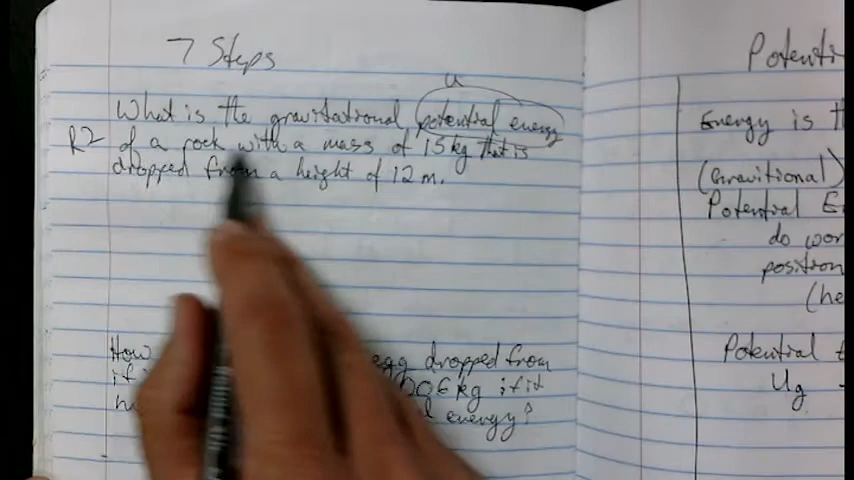 7 Steps
U
What is the gravitational potential energy
R2 of a rock with a mass of 15 kg that is
dropped from a height of 12 m.
How egg dropped from
if i 006 kg if it
energy?
Potenti
Energy is t
(Gravitional)
Potential E
do wor
position
(he
Potential
Ug